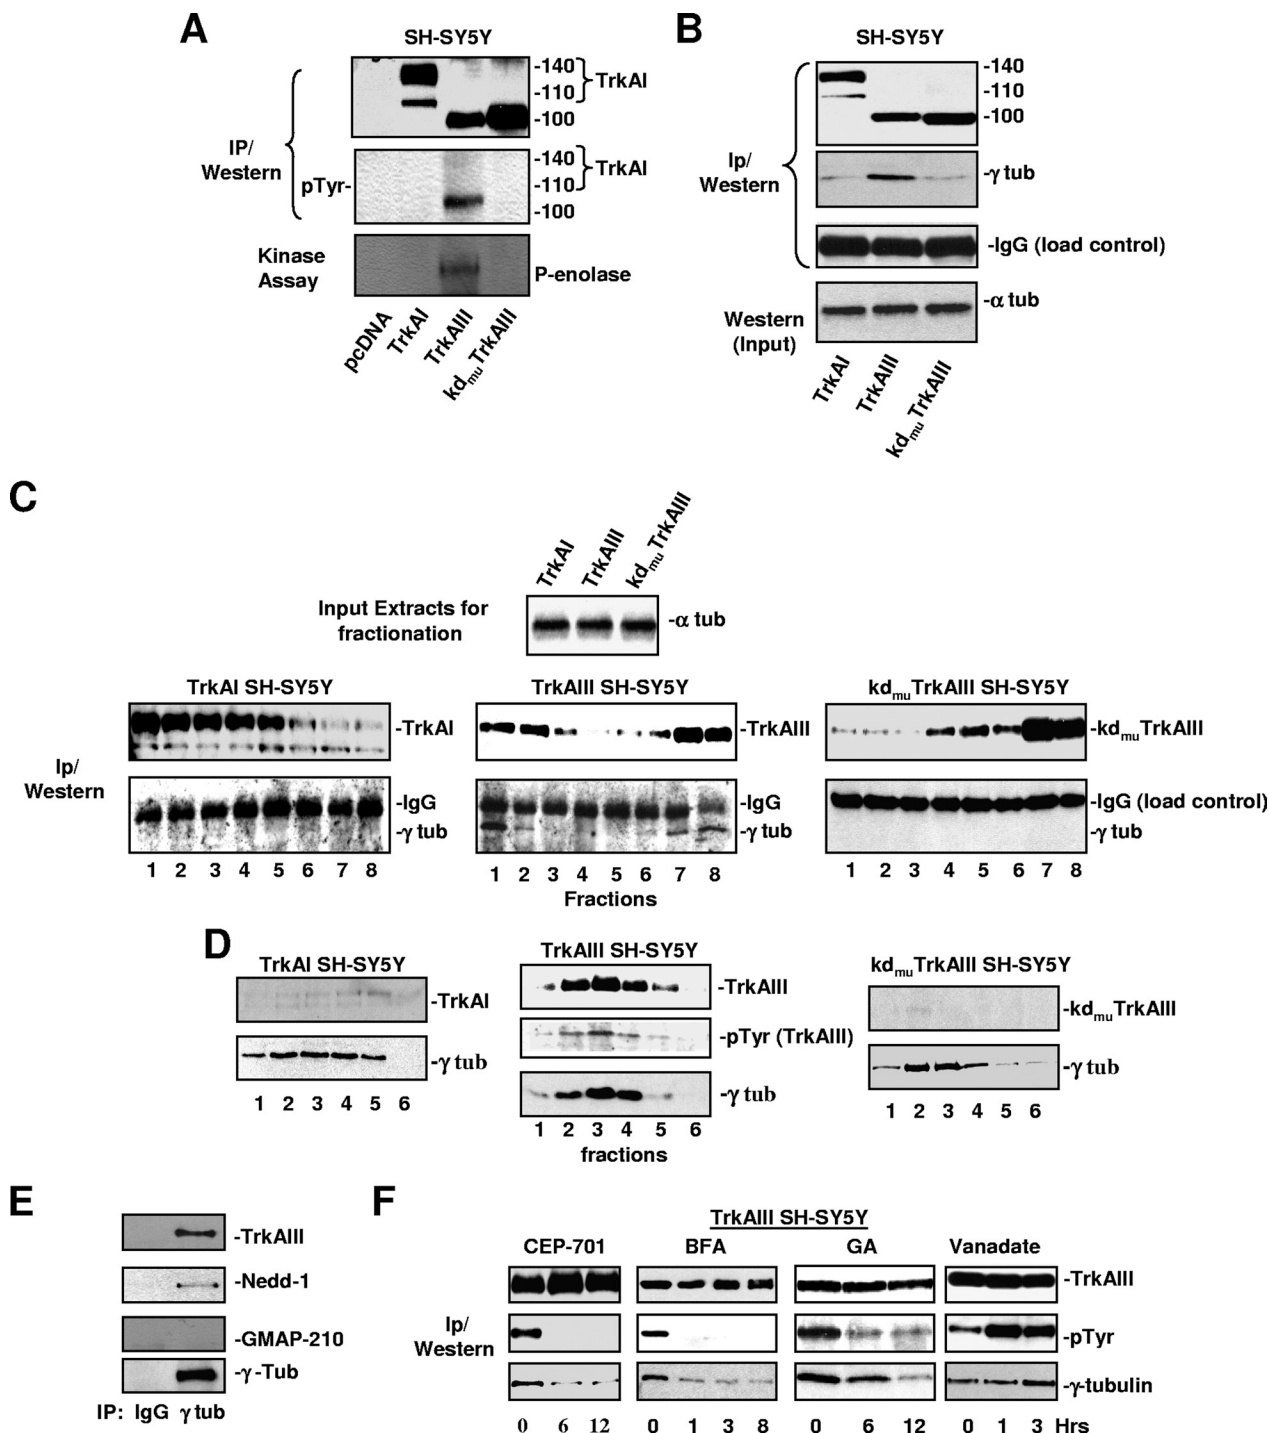 A
SH-SY5Y
-140
-110
TrkAI
-100
IP/
Western
pTyr-
-140
-110
TrkAI
-100
Kinase
Assay
P-enolase
pcDNA
TrkAI
TrkAIII
kdmu TrkAIII
B
SH-SY5Y
-140
-110
-100
Ip/
Western
-γ tub
-IgG (load control)
-α tub
Western
(Input)
TrkAI
TrkAIII
kdmu TrkAIII
C
TrkAI
TrkAIII
kdmu TrkAIII
Input Extracts for
fractionation
-α tub
TrkAI SH-SY5Y
TrkAIII SH-SY5Y
kdmuTrkAIII SH-SY5Y
-TrkAI
-TrkAIII
-kdmuTrkAIII
Ip/
Western
-IgG
-γ tub
-IgG
-γ tub
-IgG (load control)
-γ tub
1 2 3 4 5 6 7 8
1 2 3 4 5 6 7 8
1 2 3 4 5 6 7 8
Fractions
D
TrkAI SH-SY5Y
-TrkAI
-γ tub
1 2 3 4 5 6
TrkAIII SH-SY5Y
-TrkAIII
-pTyr (TrkAIII)
-γ tub
1 2 3 4 5 6
fractions
kdmuTrkAIII SH-SY5Y
-kdmuTrkAIII
-γ tub
1 2 3 4 5 6
E
-TrkAIII
-Nedd-1
-GMAP-210
-γ-Tub
IP: IgG γ tub
F
TrkAIII SH-SY5Y
CEP-701 BFA GA Vanadate
-TrkAIII
Ip/
Western
-pTyr
-γ-tubulin
0 6 12 0 1 3 8 0 6 12 0 1 3 Hrs